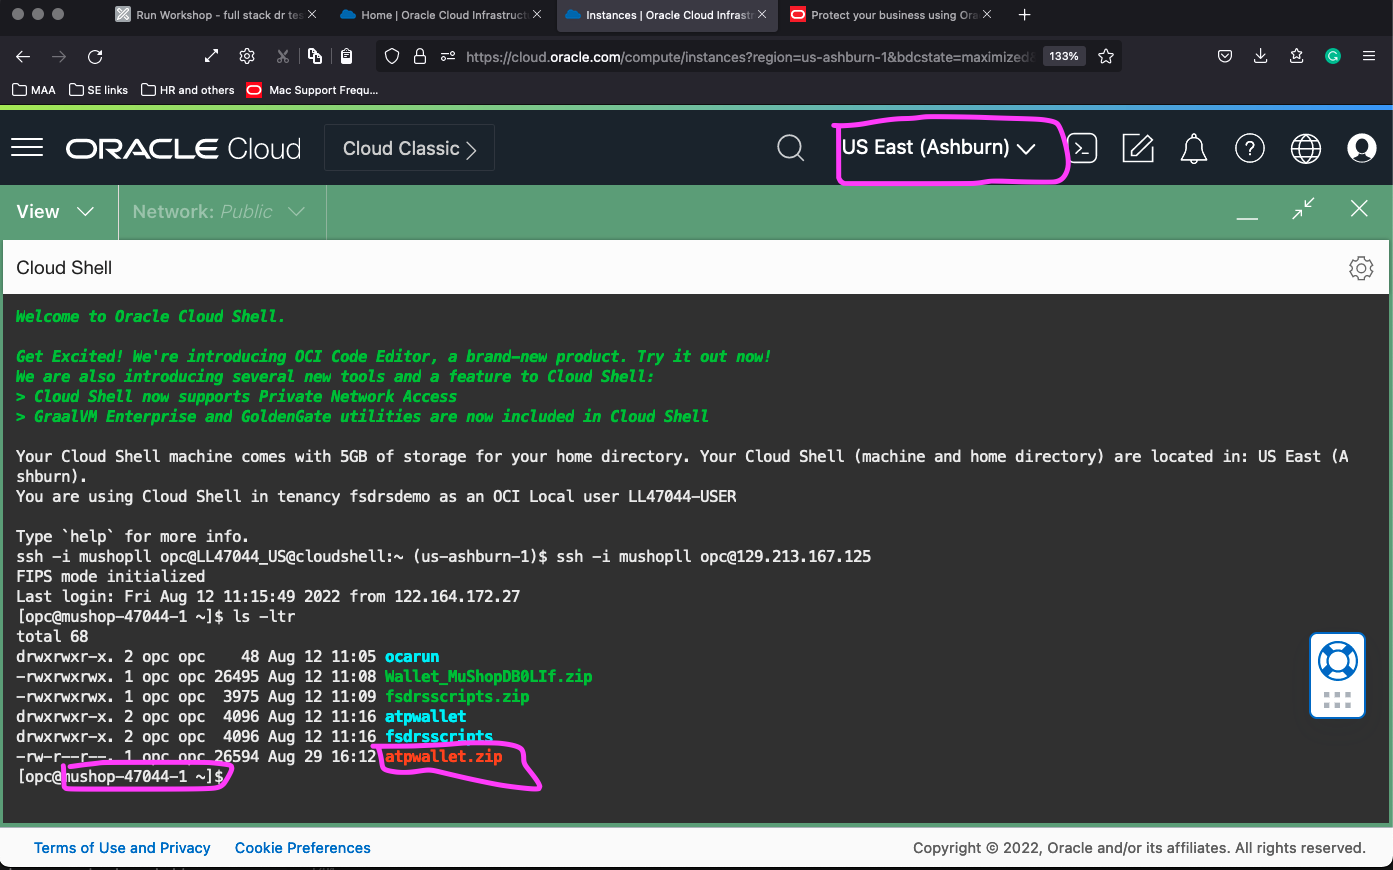 Run Workshop - full stack dr tes
Home | Oracle Cloud Infrastruct
Instances | Oracle Cloud Infrastr
Protect your business using Ora
https://cloud.oracle.com/compute/instances?region=us-ashburn-1&bdcstate=maximized&
133%
MAA
SE links
HR and others
Mac Support Frequ...
ORACLE Cloud
Cloud Classic >
US East (Ashburn)
View
Network: Public
Cloud Shell
Welcome to Oracle Cloud Shell.
Get Excited! We're introducing OCI Code Editor, a brand-new product. Try it out now!
We are also introducing several new tools and a feature to Cloud Shell:
> Cloud Shell now supports Private Network Access
> GraalVM Enterprise and GoldenGate utilities are now included in Cloud Shell
Your Cloud Shell machine comes with 5GB of storage for your home directory. Your Cloud Shell (machine and home directory) are located in: US East (A
shburn).
You are using Cloud Shell in tenancy fsdrsdemo as an OCI Local user LL47044-USER
Type `help` for more info.
ssh -i mushopll opc@LL47044_US@cloudshell:~ (us-ashburn-1)$ ssh -i mushopll opc@129.213.167.125
FIPS mode initialized
Last login: Fri Aug 12 11:15:49 2022 from 122.164.172.27
[opc@mushop-47044-1 ~]$ ls -ltr
total 68
drwxrwxr-x. 2 opc opc    48 Aug 12 11:05 ocarun
-rwxrwxr-x. 1 opc opc 26495 Aug 12 11:08 Wallet_MuShopDB0LIf.zip
-rwxrwxr-x. 1 opc opc  3975 Aug 12 11:09 fsdrsscripts.zip
drwxrwxr-x. 2 opc opc  4096 Aug 12 11:16 atpwallet
drwxrwxr-x. 2 opc opc  4096 Aug 12 11:16 fsdrsscripts
-rw-r--r--. 1 opc opc 26594 Aug 29 16:12 atpwallet.zip
[opc@mushop-47044-1 ~]$
Terms of Use and Privacy
Cookie Preferences
Copyright © 2022, Oracle and/or its affiliates. All rights reserved.